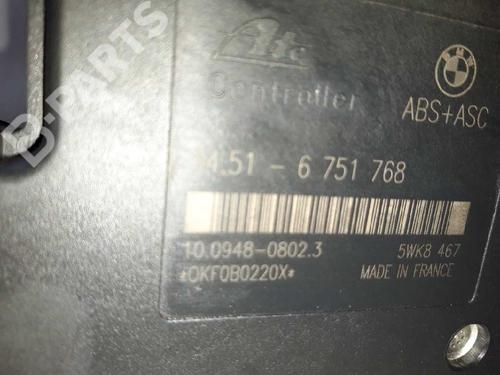 B-PARTS
Ate
Controller
BMW
ABS+ASC
34.51 - 6 751 768
10.0948-0802.3
5WK8 467
*OKF0B0220X*
MADE IN FRANCE